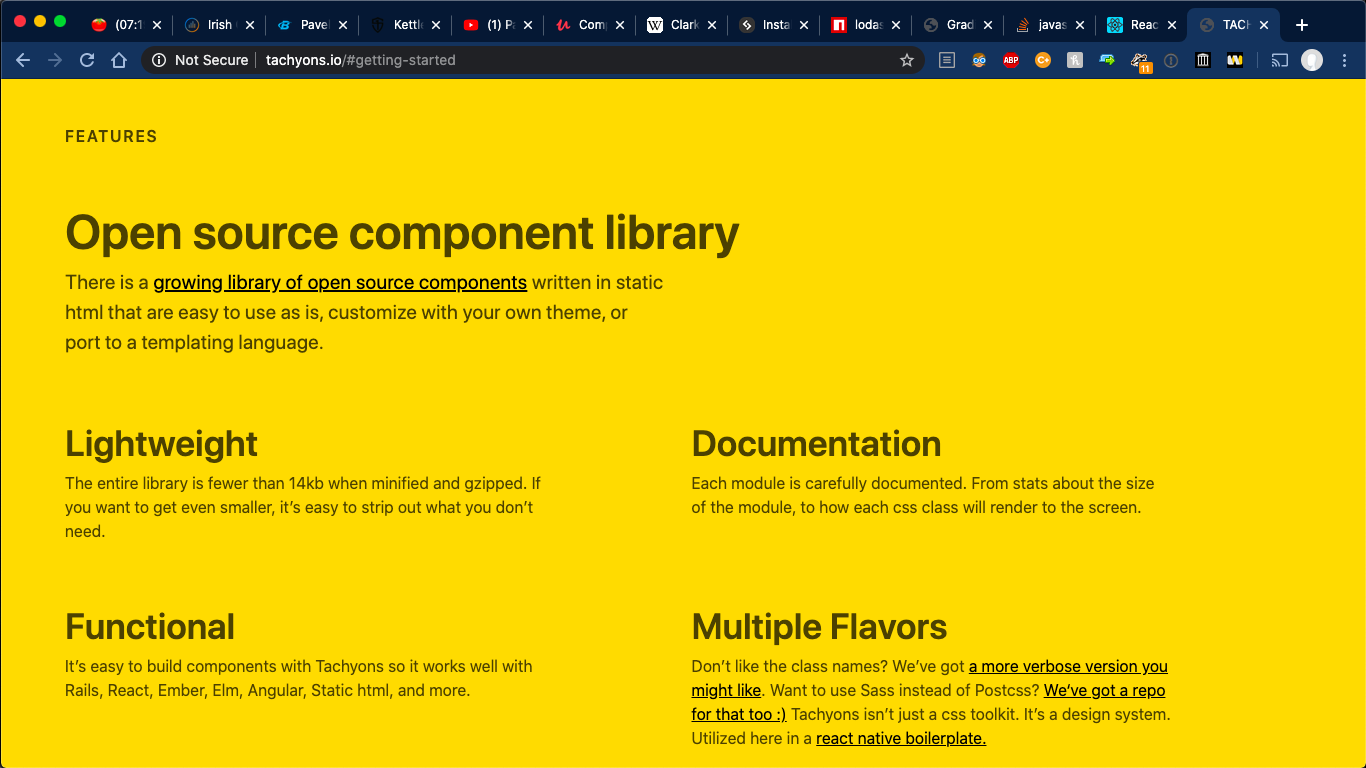 (07:1 Irish Pave Kettle (1) Pa Com Clark Insta lodas Grad javas Reac TACH
Not Secure tachyons.io/#getting-started ABP C+ 11
FEATURES
Open source component library
There is a growing library of open source components written in static
html that are easy to use as is, customize with your own theme, or
port to a templating language.
Lightweight
The entire library is fewer than 14kb when minified and gzipped. If
you want to get even smaller, it’s easy to strip out what you don’t
need.
Documentation
Each module is carefully documented. From stats about the size
of the module, to how each css class will render to the screen.
Functional
It’s easy to build components with Tachyons so it works well with
Rails, React, Ember, Elm, Angular, Static html, and more.
Multiple Flavors
Don’t like the class names? We’ve got a more verbose version you
might like. Want to use Sass instead of Postcss? We’ve got a repo
for that too :) Tachyons isn’t just a css toolkit. It’s a design system.
Utilized here in a react native boilerplate.